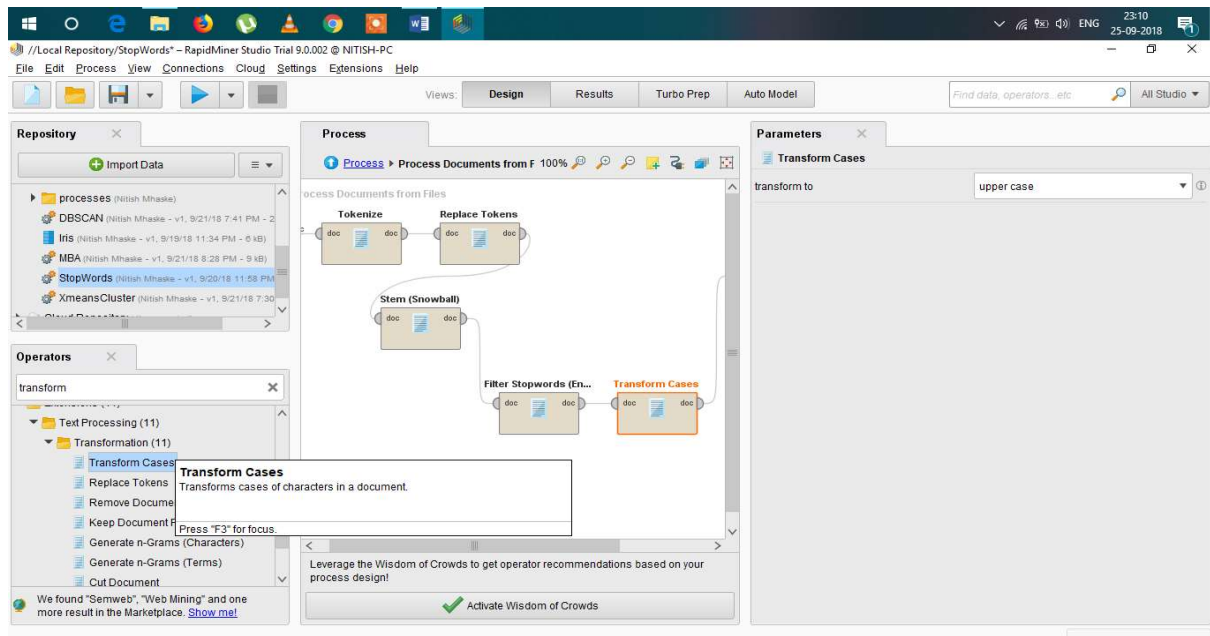 ENG
23:10
25-09-2018
//Local Repository/StopWords* – RapidMiner Studio Trial 9.0.002 @ NITISH-PC
File Edit Process View Connections Cloud Settings Extensions Help
Views: Design Results Turbo Prep Auto Model
Find data, operators...etc
All Studio
Repository
Import Data
processes (Nitish Mhaske)
DBSCAN (Nitish Mhaske - v1, 9/21/18 7:41 PM - 2
Iris (Nitish Mhaske - v1, 9/19/18 11:34 PM - 6 kB)
MBA (Nitish Mhaske - v1, 9/21/18 8:28 PM - 9 kB)
StopWords (Nitish Mhaske - v1, 9/20/18 11:58 PM
XmeansCluster (Nitish Mhaske - v1, 9/21/18 7:30
Operators
transform
Text Processing (11)
Transformation (11)
Transform Cases
Replace Tokens
Remove Docume
Keep Document F
Generate n-Grams (Characters)
Generate n-Grams (Terms)
Cut Document
Transform Cases
Transforms cases of characters in a document.
Press "F3" for focus.
We found "Semweb", "Web Mining" and one
more result in the Marketplace. Show me!
Process
Process Process Documents from F 100%
ocess Documents from Files
Tokenize
doc doc
Replace Tokens
doc doc
Stem (Snowball)
doc doc
Filter Stopwords (En...
doc doc
Transform Cases
doc doc
Leverage the Wisdom of Crowds to get operator recommendations based on your
process design!
Activate Wisdom of Crowds
Parameters
Transform Cases
transform to
upper case